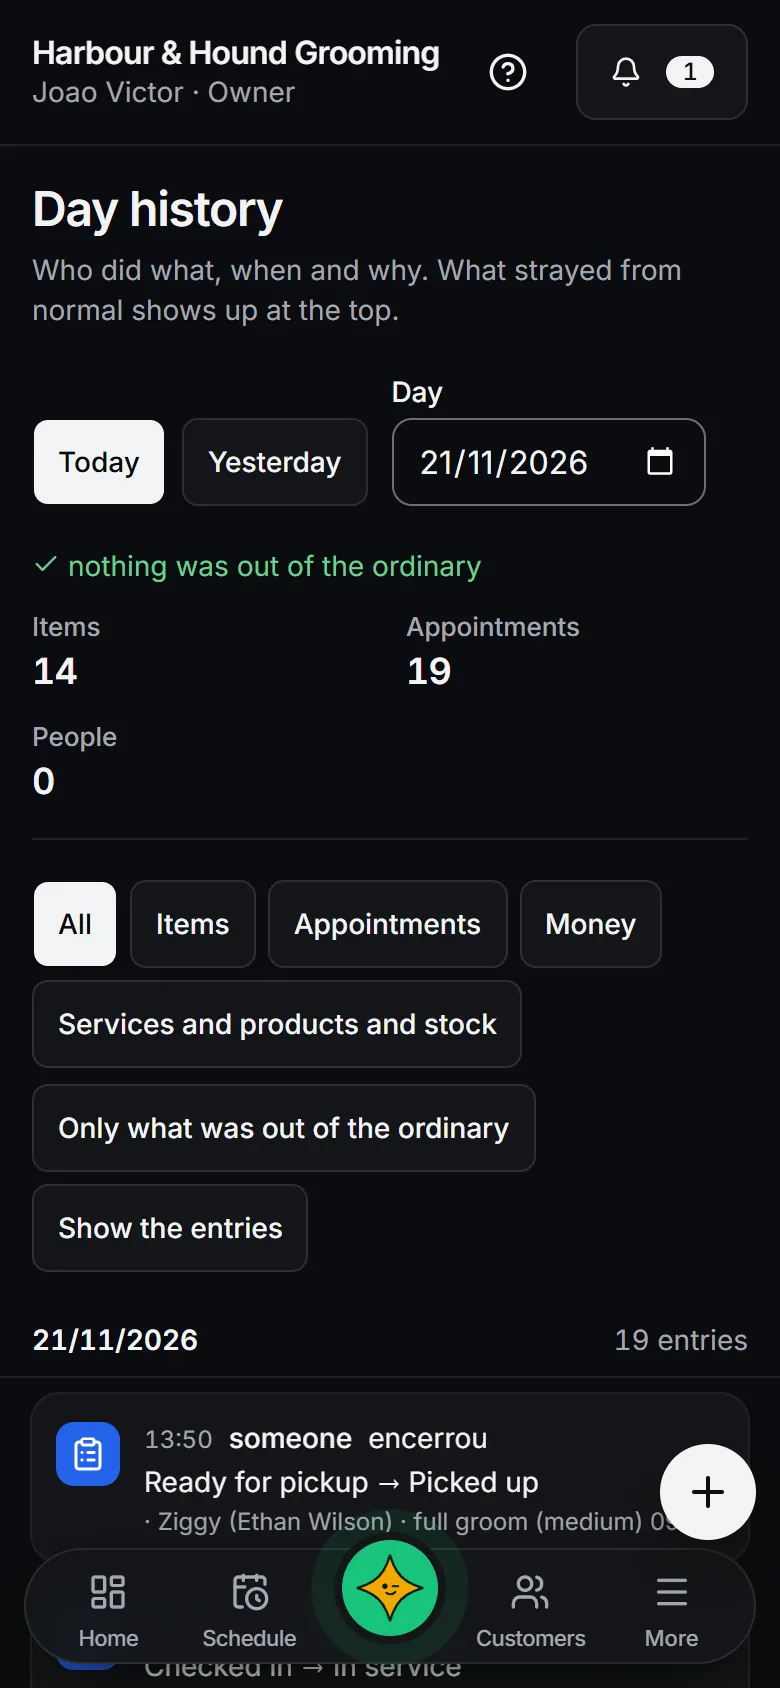 Harbour & Hound Grooming
Joao Victor · Owner
1
Day history
Who did what, when and why. What strayed from
normal shows up at the top.
Day
Today
Yesterday
21/11/2026
nothing was out of the ordinary
Items
Appointments
14
19
People
0
All
Items
Appointments
Money
Services and products and stock
Only what was out of the ordinary
Show the entries
21/11/2026
19 entries
13:50 someone encerrou
Ready for pickup → Picked up
· Ziggy (Ethan Wilson) · full groom (medium)
Home
Schedule
Customers
More
Checked in → In service